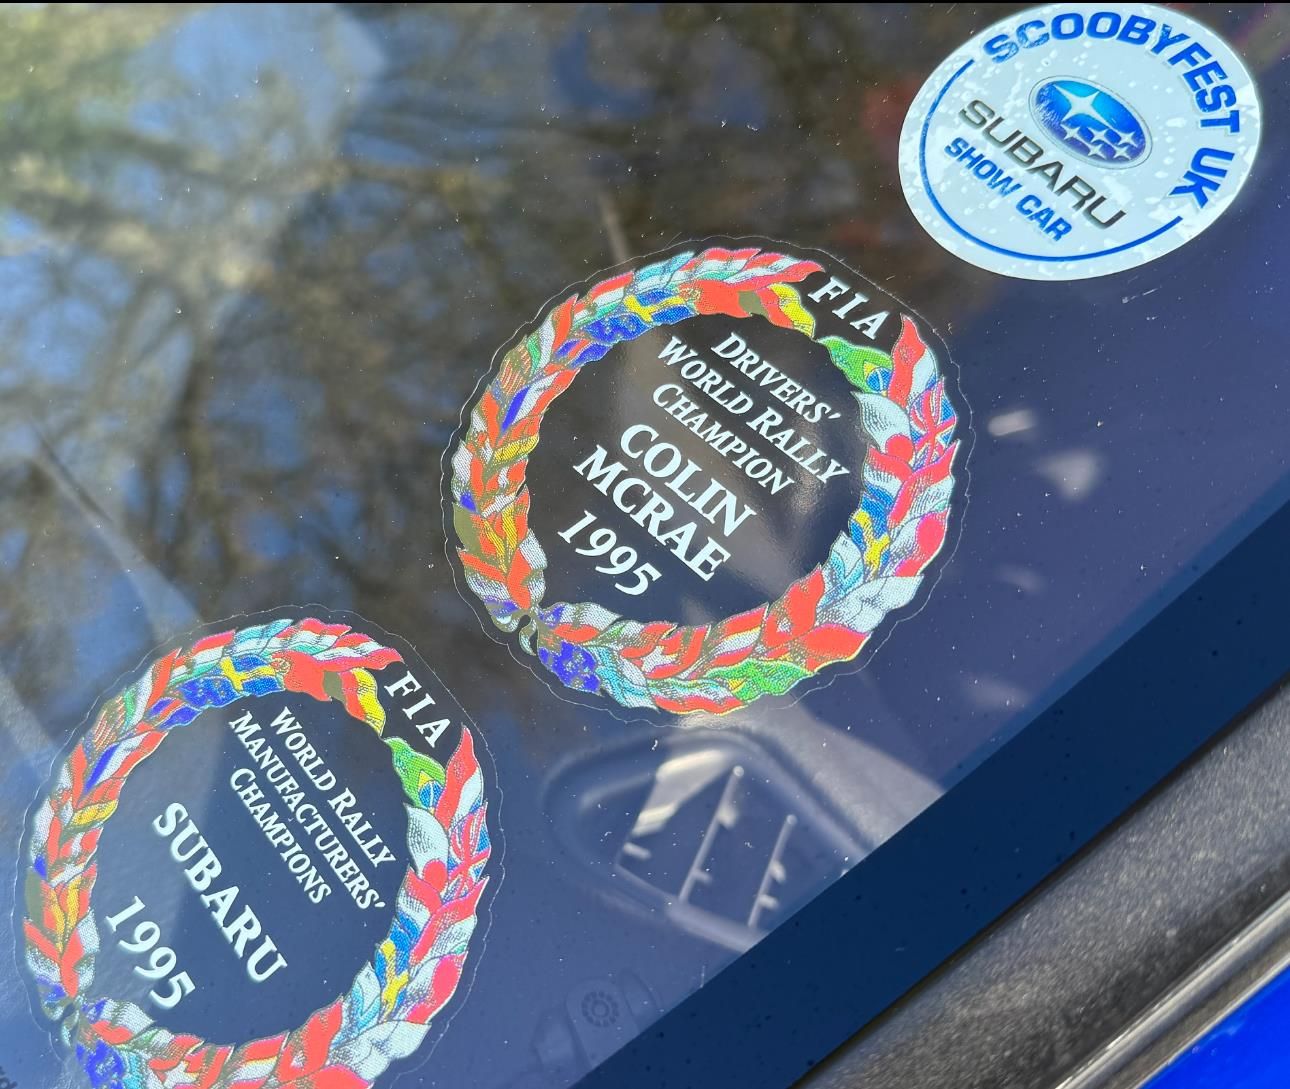 SCOOBYFEST UK
SUBARU
SHOW CAR
FIA
DRIVERS'
WORLD RALLY
CHAMPION
COLIN
MCRAE
1995
FIA
WORLD RALLY
MANUFACTURERS'
CHAMPIONS
SUBARU
1995